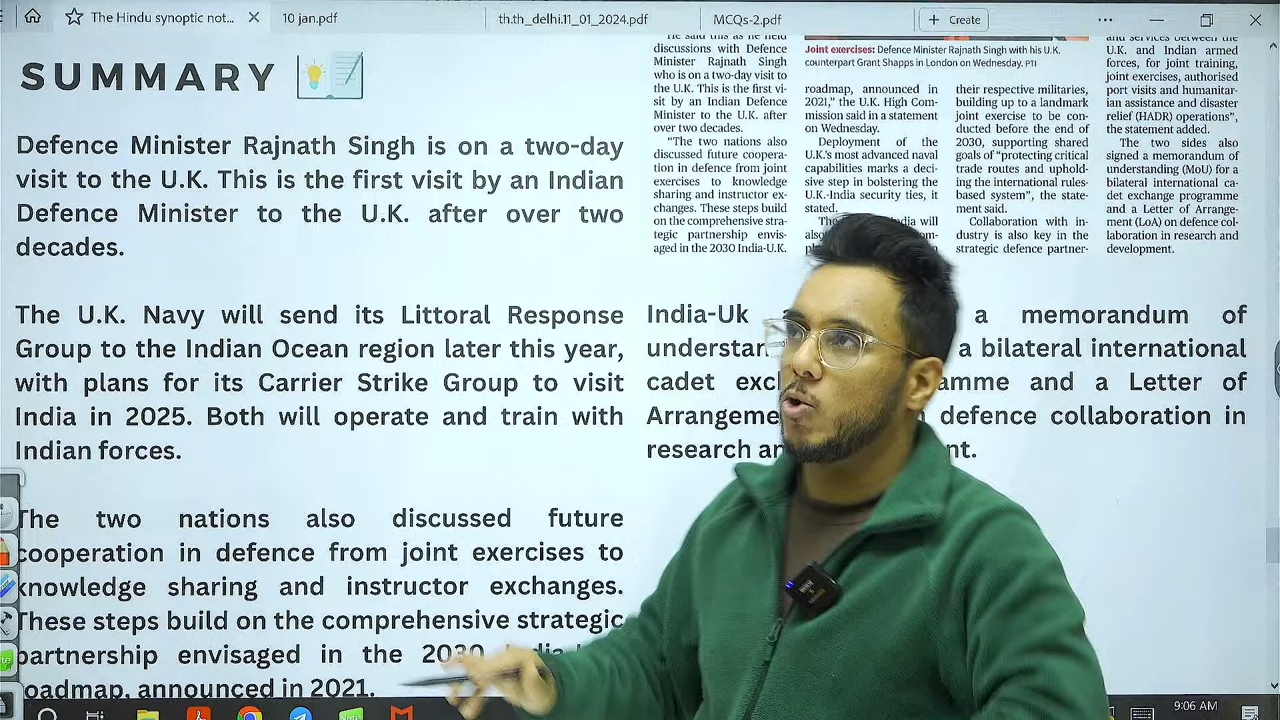 The Hindu synoptic not...
10 jan.pdf
th.th_delhi.11_01_2024.pdf
MCQs-2.pdf
+ Create
SUMMARY
Defence Minister Rajnath Singh is on a two-day
visit to the U.K. This is the first visit by an Indian
Defence Minister to the U.K. after over two
decades.
The U.K. Navy will send its Littoral Response
Group to the Indian Ocean region later this year,
with plans for its Carrier Strike Group to visit
India in 2025. Both will operate and train with
Indian forces.
The two nations also discussed future
cooperation in defence from joint exercises to
knowledge sharing and instructor exchanges.
These steps build on the comprehensive strategic
partnership envisaged in the 2030
roadmap, announced in 2021.
He said this as he held
discussions with Defence
Minister Rajnath Singh
who is on a two-day visit to
the U.K. This is the first vi-
sit by an Indian Defence
Minister to the U.K. after
over two decades.
"The two nations also
discussed future coopera-
tion in defence from joint
exercises to knowledge
sharing and instructor ex-
changes. These steps build
on the comprehensive stra-
tegic partnership envis-
aged in the 2030 India-U.K.
Joint exercises: Defence Minister Rajnath Singh with his U.K.
counterpart Grant Shapps in London on Wednesday. PTI
roadmap, announced in
2021," the U.K. High Com-
mission said in a statement
on Wednesday.
Deployment of the
U.K.'s most advanced naval
capabilities marks a deci-
sive step in bolstering the
U.K.-India security ties, it
stated.
will
their respective militaries,
building up to a landmark
joint exercise to be con-
ducted before the end of
2030, supporting shared
goals of "protecting critical
trade routes and uphold-
ing the international rules-
based system", the state-
ment said.
Collaboration with in-
dustry is also key in the
strategic defence partner-
and services between the
U.K. and Indian armed
forces, for joint training,
joint exercises, authorised
port visits and humanitar-
ian assistance and disaster
relief (HADR) operations",
the statement added.
The two sides also
signed a memorandum of
understanding (MoU) for a
bilateral international ca-
det exchange programme
and a Letter of Arrange-
ment (LoA) on defence col-
laboration in research and
development.
India-Uk a memorandum of
a bilateral international
cadet and a Letter of
defence collaboration in
research
9:06 AM